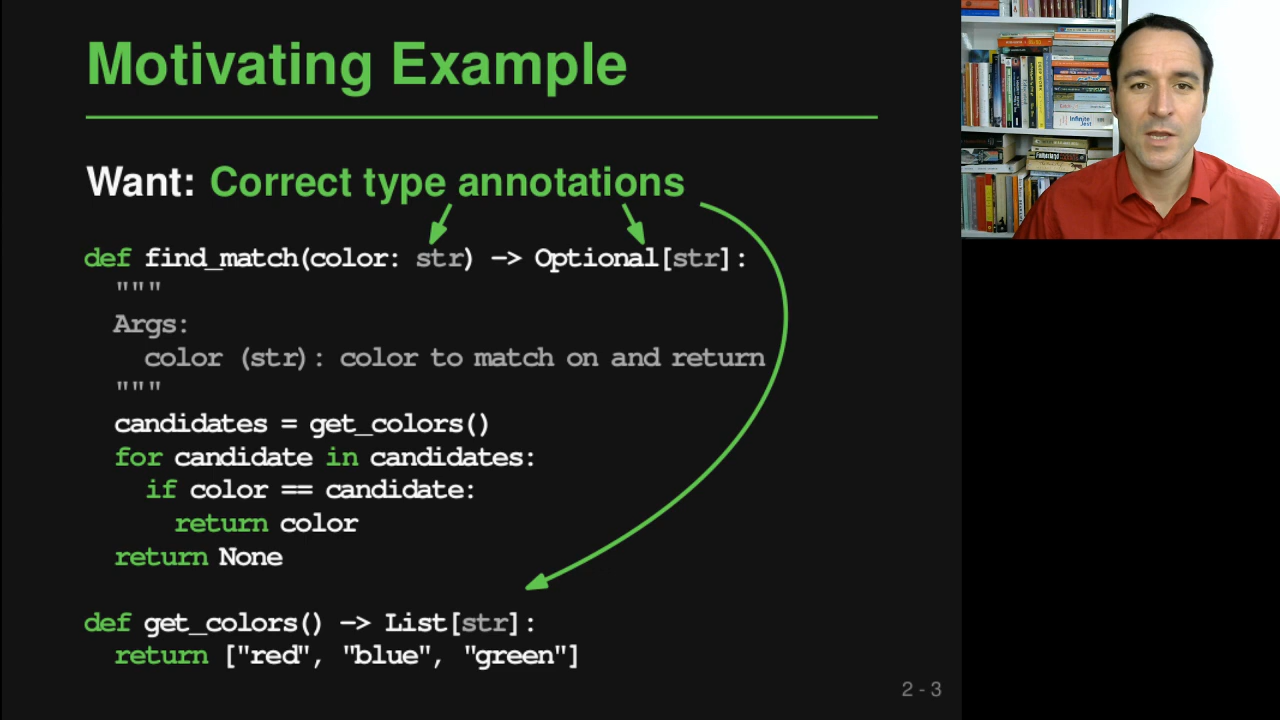 Motivating Example
Want: Correct type annotations
def find_match(color: str) —> Optional[str]:
"""
Args:
color (str): color to match on and return
"""
candidates = get_colors()
for candidate in candidates:
if color == candidate:
return color
return None
def get_colors() —> List[str]:
return ["red", "blue", "green"]
2 - 3
Infinite Jest